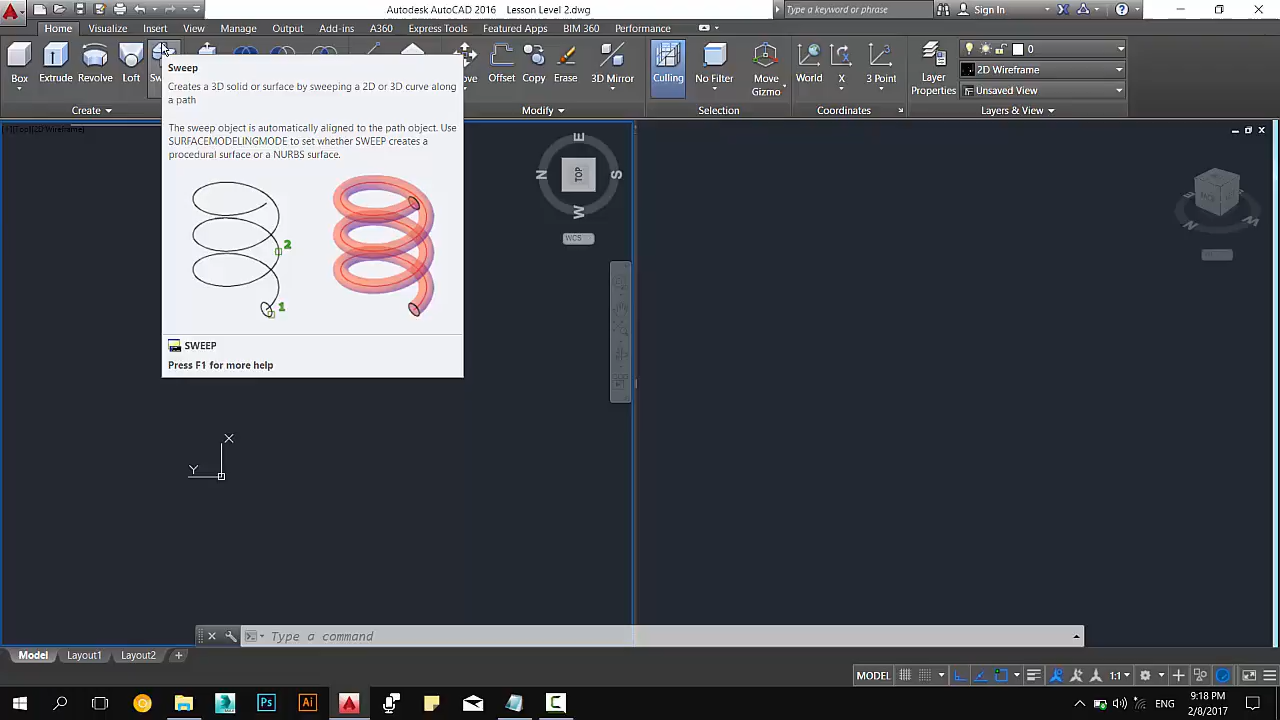 Autodesk AutoCAD 2016 Lesson Level 2.dwg
Type a keyword or phrase
Sign In
Home Visualize Insert View Manage Output Add-ins A360 Express Tools Featured Apps BIM 360 Performance
Box Extrude Revolve Loft
Offset Copy Erase 3D Mirror Culling No Filter Move Gizmo World X 3-Point Layer Properties
0
2D Wireframe
Unsaved View
Create Modify Selection Coordinates Layers & View
Sweep
Creates a 3D solid or surface by sweeping a 2D or 3D curve along
a path
The sweep object is automatically aligned to the path object. Use
SURFACEMODELINGMODE to set whether SWEEP creates a
procedural surface or a NURBS surface.
2
1
SWEEP
Press F1 for more help
[Top][2D Wireframe]
E
N TOP S
W
WCS
X
Y
Type a command
Model Layout1 Layout2
MODEL 1:1
Ps Ai
ENG
9:18 PM
2/8/2017